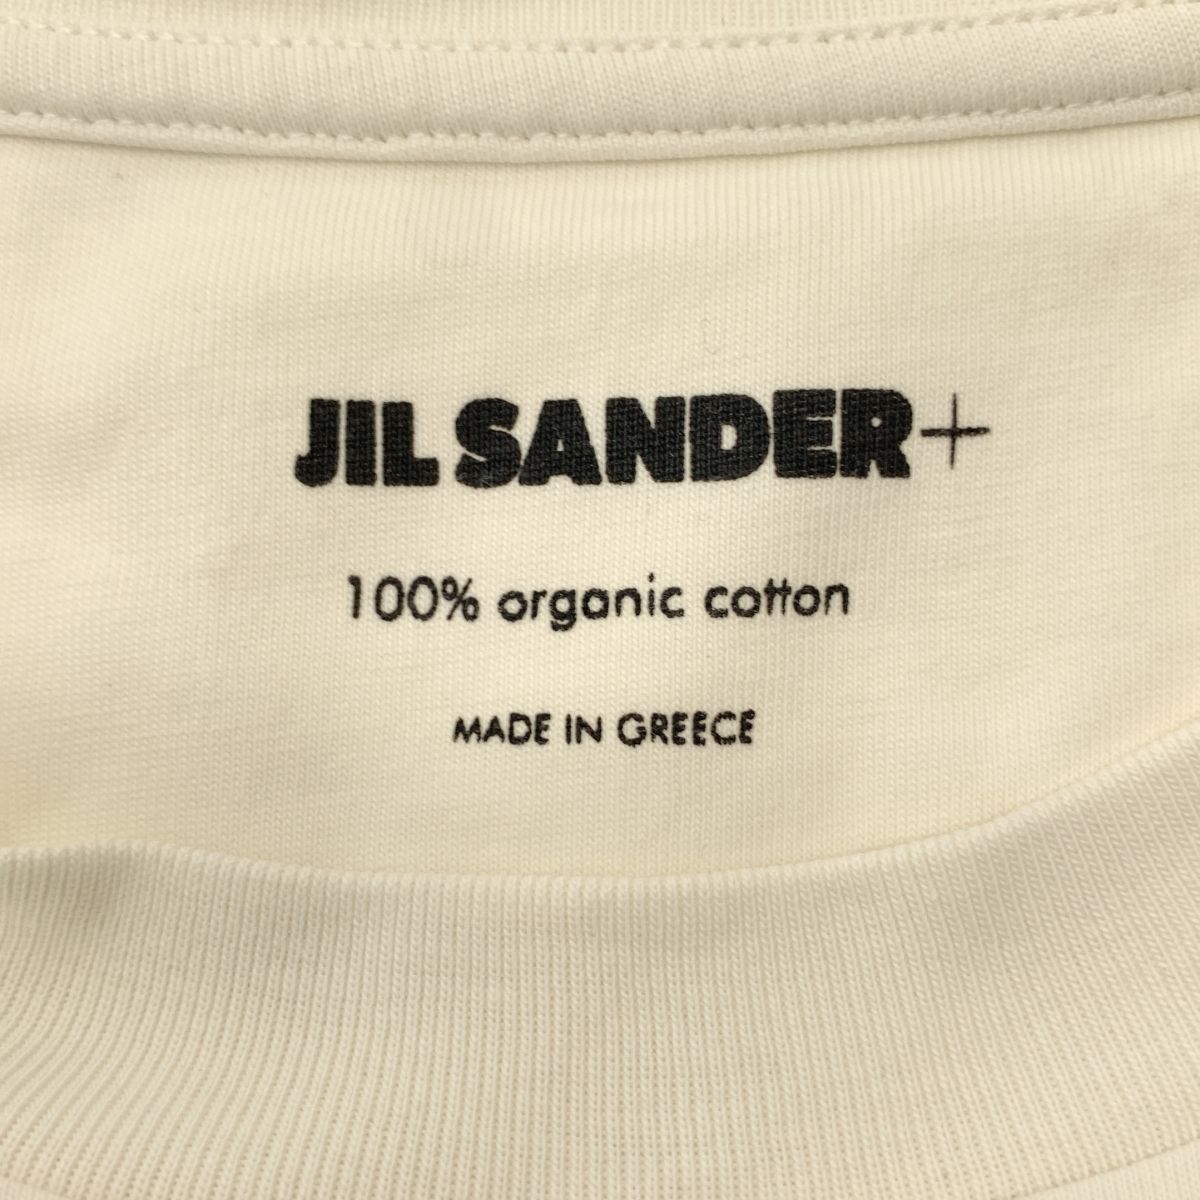 JIL SANDER+
100% organic cotton
MADE IN GREECE